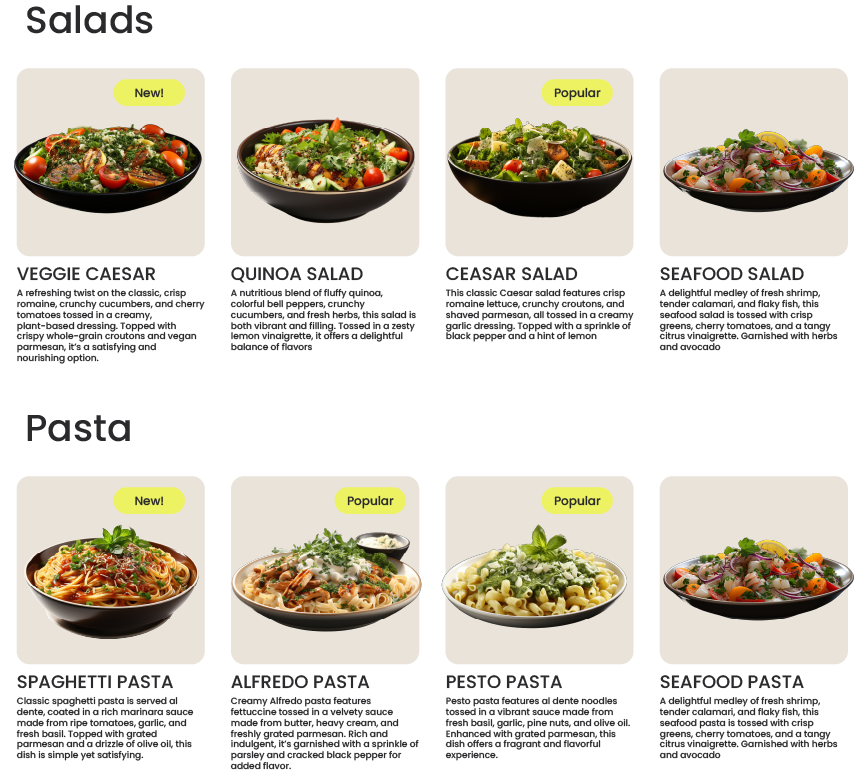 Salads
New!
Popular
VEGGIE CAESAR
A refreshing twist on the classic, crisp
romaine, crunchy cucumbers, and cherry
tomatoes tossed in a creamy,
plant-based dressing. Topped with
crispy whole-grain croutons and vegan
parmesan, it's a satisfying and
nourishing option.
QUINOA SALAD
A nutritious blend of fluffy quinoa,
colorful bell peppers, crunchy
cucumbers, and fresh herbs, this salad is
both vibrant and filling. Tossed in a zesty
lemon vinaigrette, it offers a delightful
balance of flavors
CEASAR SALAD
This classic Caesar salad features crisp
romaine lettuce, crunchy croutons, and
shaved parmesan, all tossed in a creamy
garlic dressing. Topped with a sprinkle of
black pepper and a hint of lemon
SEAFOOD SALAD
A delightful medley of fresh shrimp,
tender calamari, and flaky fish, this
seafood salad is tossed with crisp
greens, cherry tomatoes, and a tangy
citrus vinaigrette. Garnished with herbs
and avocado
Pasta
New!
Popular
Popular
SPAGHETTI PASTA
Classic spaghetti pasta is served al
dente, coated in a rich marinara sauce
made from ripe tomatoes, garlic, and
fresh basil. Topped with grated
parmesan and a drizzle of olive oil, this
dish is simple yet satisfying.
ALFREDO PASTA
Creamy Alfredo pasta features
fettuccine tossed in a velvety sauce
made from butter, heavy cream, and
freshly grated parmesan. Rich and
indulgent, it's garnished with a sprinkle of
parsley and cracked black pepper for
added flavor.
PESTO PASTA
Pesto pasta features al dente noodles
tossed in a vibrant sauce made from
fresh basil, garlic, pine nuts, and olive oil.
Enhanced with grated parmesan, this
dish offers a fragrant and flavorful
experience.
SEAFOOD PASTA
A delightful medley of fresh shrimp,
tender calamari, and flaky fish, this
seafood pasta is tossed with crisp
greens, cherry tomatoes, and a tangy
citrus vinaigrette. Garnished with herbs
and avocado